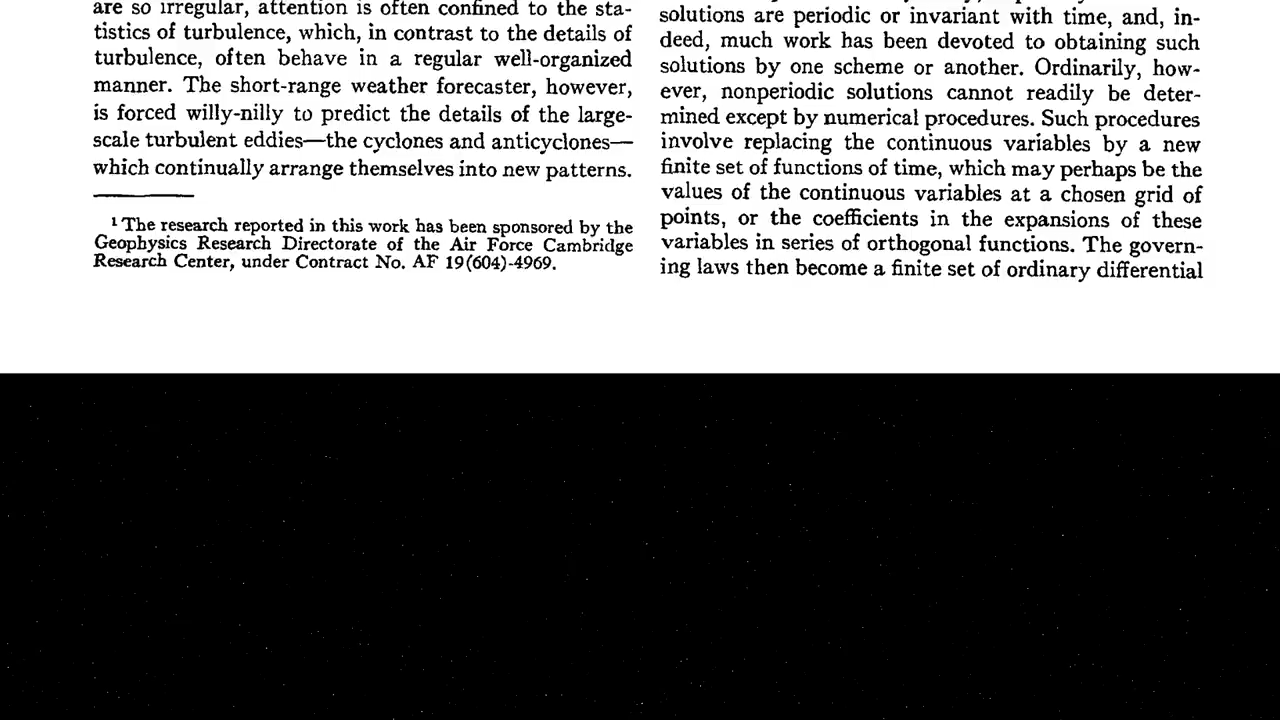 are so irregular, attention is often confined to the sta-
tistics of turbulence, which, in contrast to the details of
turbulence, often behave in a regular well-organized
manner. The short-range weather forecaster, however,
is forced willy-nilly to predict the details of the large-
scale turbulent eddies—the cyclones and anticyclones—
which continually arrange themselves into new patterns.
¹ The research reported in this work has been sponsored by the
Geophysics Research Directorate of the Air Force Cambridge
Research Center, under Contract No. AF 19(604)-4969.
solutions are periodic or invariant with time, and, in-
deed, much work has been devoted to obtaining such
solutions by one scheme or another. Ordinarily, how-
ever, nonperiodic solutions cannot readily be deter-
mined except by numerical procedures. Such procedures
involve replacing the continuous variables by a new
finite set of functions of time, which may perhaps be the
values of the continuous variables at a chosen grid of
points, or the coefficients in the expansions of these
variables in series of orthogonal functions. The govern-
ing laws then become a finite set of ordinary differential